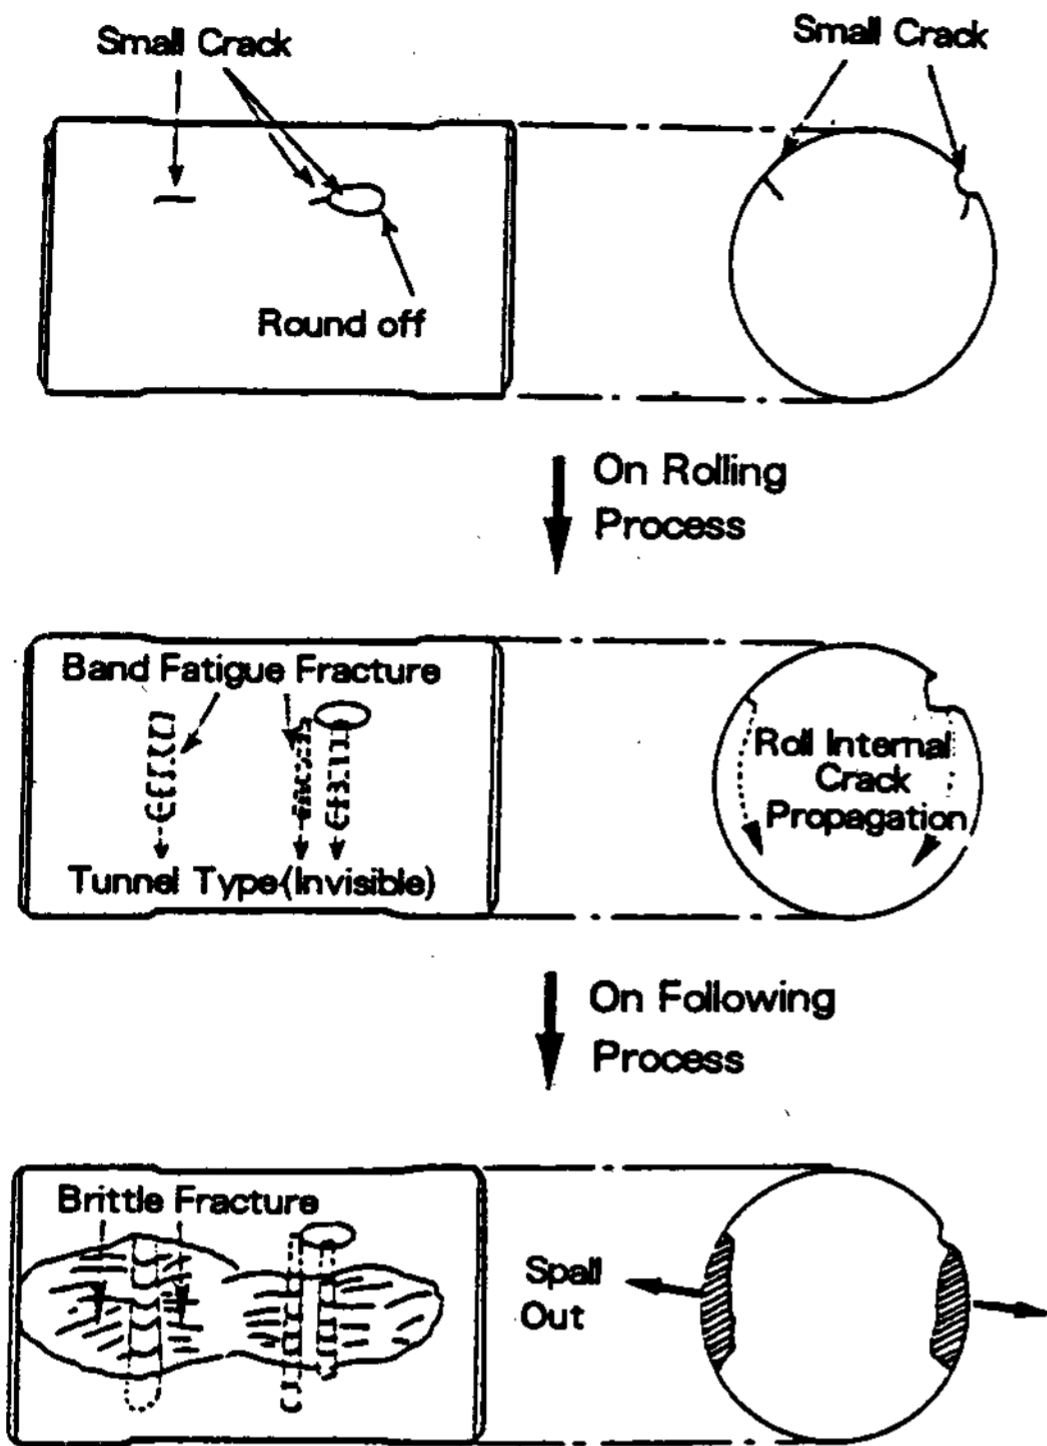 Small Crack
Small Crack
Round off
On Rolling
Process
Band Fatigue Fracture
Roll Internal
Crack
Propagation
Tunnel Type(Invisible)
On Following
Process
Brittle Fracture
Spall
Out